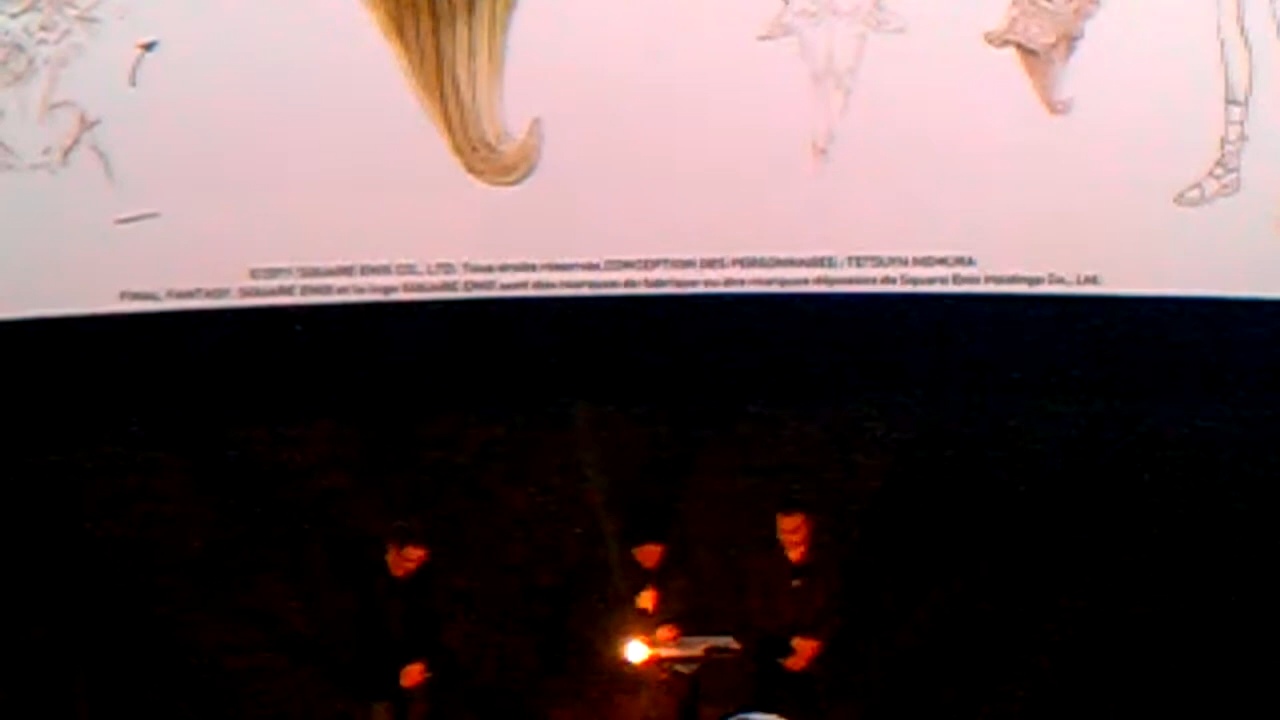 SQUARE ENIX CO., LTD. Tous droits réservés. CONCEPTION DES PERSONNAGES : TETSUYA NOMURA
FINAL FANTASY, SQUARE ENIX et le logo SQUARE ENIX sont des marques de fabrique ou des marques déposées de Square Enix Holdings Co., Ltd.